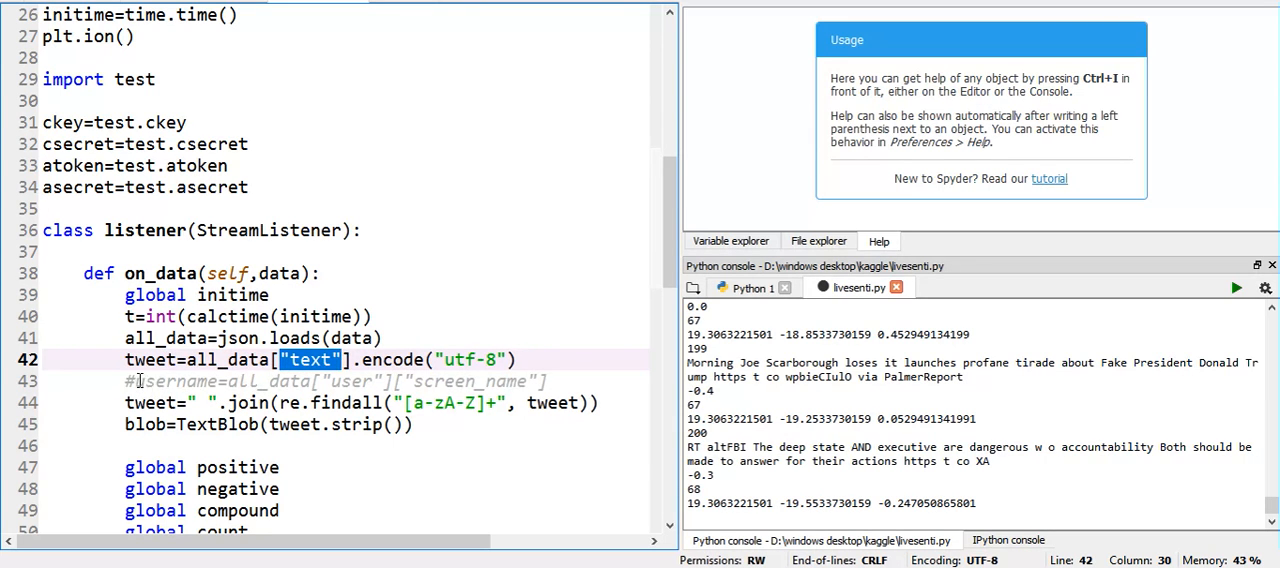 26 initime=time.time()
27 plt.ion()
28
29 import test
30
31 ckey=test.ckey
32 csecret=test.csecret
33 atoken=test.atoken
34 asecret=test.asecret
35
36 class listener(StreamListener):
37
38 def on_data(self,data):
39 global initime
40 t=int(calctime(initime))
41 all_data=json.loads(data)
42 tweet=all_data["text"].encode("utf-8")
43 #username=all_data["user"]["screen_name"]
44 tweet=" ".join(re.findall("[a-zA-Z]+", tweet))
45 blob=TextBlob(tweet.strip())
46
47 global positive
48 global negative
49 global compound
50 global count
Usage
Here you can get help of any object by pressing Ctrl+I in
front of it, either on the Editor or the Console.
Help can also be shown automatically after writing a left
parenthesis next to an object. You can activate this
behavior in Preferences > Help.
New to Spyder? Read our tutorial
Variable explorer File explorer Help
Python console - D:\windows desktop\kaggle\livesenti.py
Python 1 livesenti.py
0.0
67
19.3063221501 -18.8533730159 0.452949134199
199
Morning Joe Scarborough loses it launches profane tirade about Fake President Donald Tr
ump https t co wpbieCIulO via PalmerReport
-0.4
67
19.3063221501 -19.2533730159 0.0529491341991
200
RT altFBI The deep state AND executive are dangerous w o accountability Both should be
made to answer for their actions https t co XA
-0.3
68
19.3063221501 -19.5533730159 -0.247050865801
Python console - D:\windows desktop\kaggle\livesenti.py IPython console
Permissions: RW End-of-lines: CRLF Encoding: UTF-8 Line: 42 Column: 30 Memory: 43 %